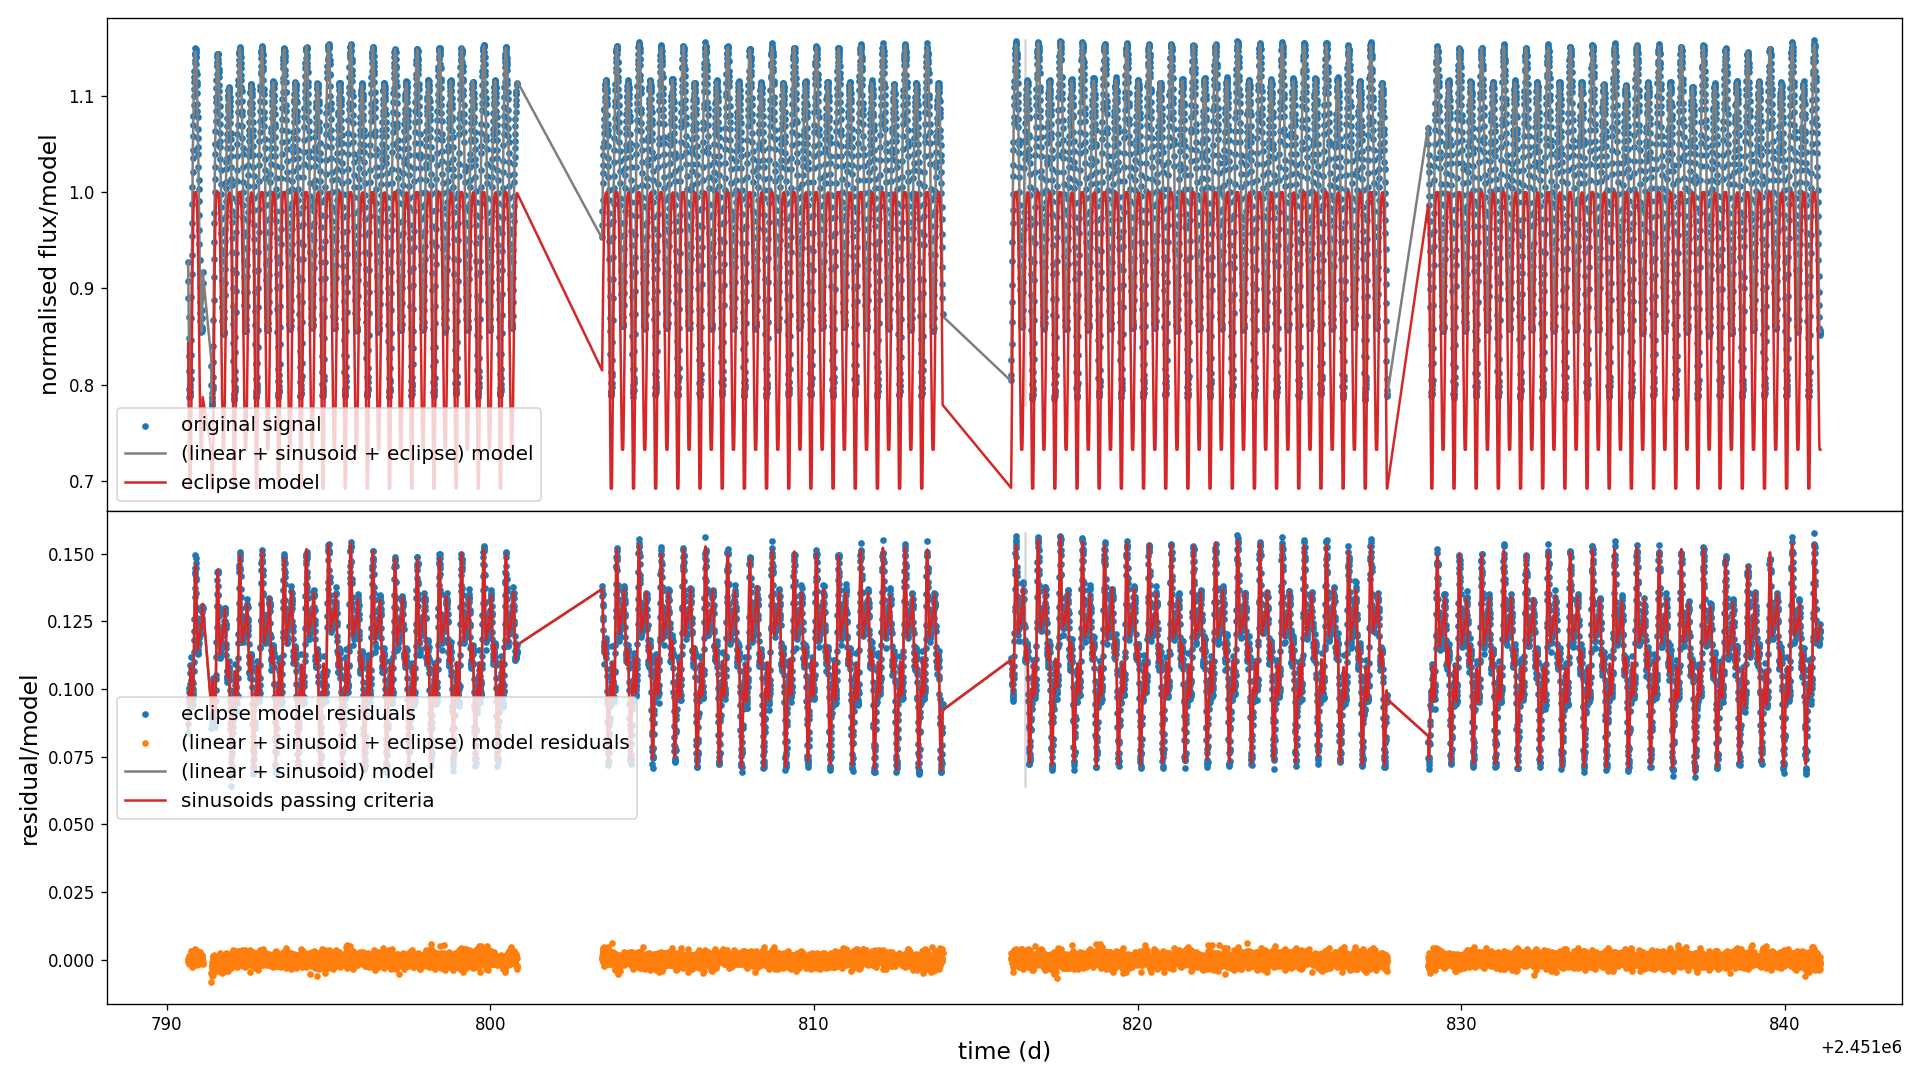 normalised flux/model
1.1
1.0
0.9
0.8
0.7
original signal
(linear + sinusoid + eclipse) model
eclipse model
residual/model
0.150
0.125
0.100
0.075
0.050
0.025
0.000
eclipse model residuals
(linear + sinusoid + eclipse) model residuals
(linear + sinusoid) model
sinusoids passing criteria
790
800
810
820
830
840
time (d)
+2.451e6